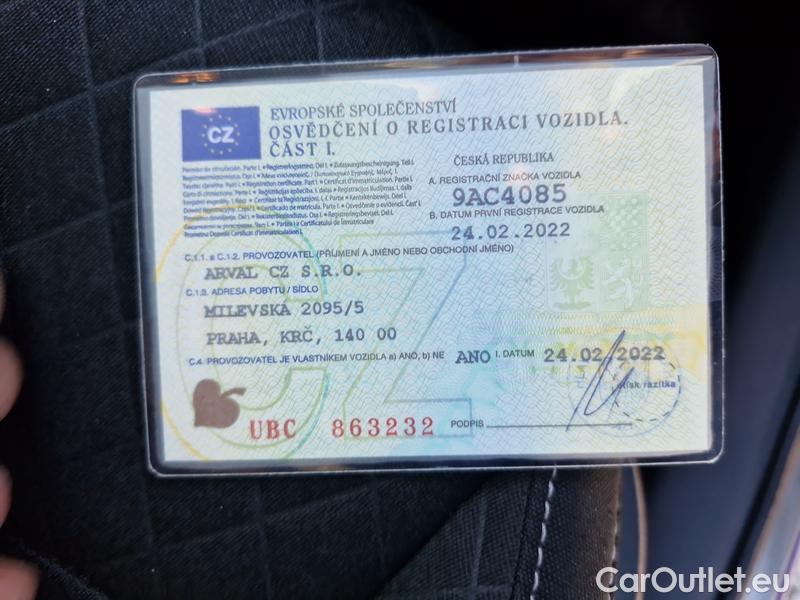 CZ
EVROPSKÉ SPOLEČENSTVÍ
OSVĚDČENÍ O REGISTRACI VOZIDLA.
ČÁST I.
ČESKÁ REPUBLIKA
A. REGISTRAČNÍ ZNAČKA VOZIDLA
9AC4085
B. DATUM PRVNÍ REGISTRACE VOZIDLA
24.02.2022
C.1.1. a C.1.2. PROVOZOVATEL (PŘÍJMENÍ A JMÉNO NEBO OBCHODNÍ JMÉNO)
ARVAL CZ S.R.O.
C.1.3. ADRESA POBYTU / SÍDLO
MILEVSKÁ 2095/5
PRAHA, KRČ, 140 00
C.4. PROVOZOVATEL JE VLASTNÍKEM VOZIDLA a) ANO, b) NE ANO I. DATUM 24.02.2022
otisk razítka
UBC 863232 PODPIS
CarOutlet.eu